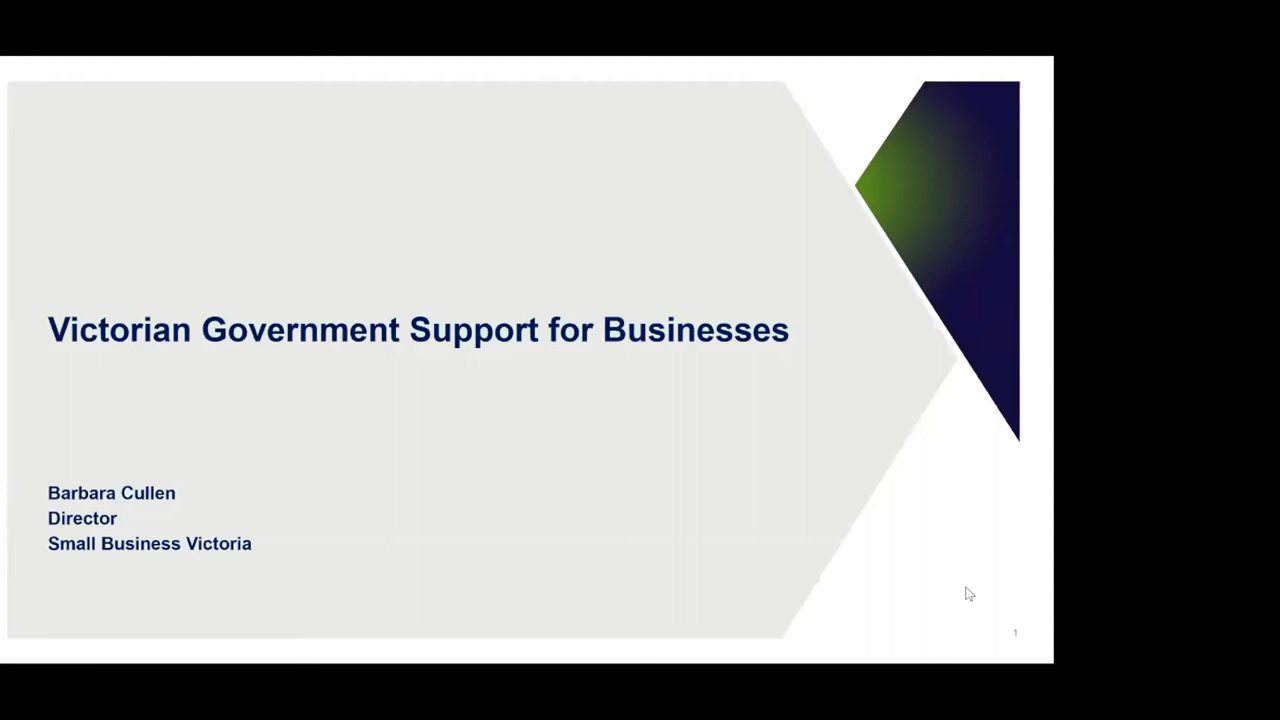 Victorian Government Support for Businesses
Barbara Cullen
Director
Small Business Victoria
1